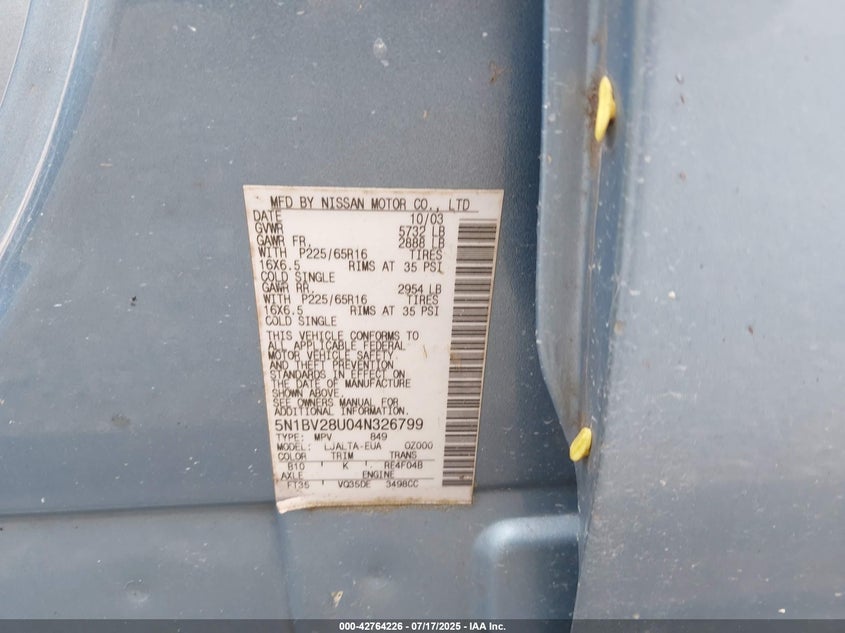 MFD BY NISSAN MOTOR CO., LTD
DATE 10/03
GVWR 5732 LB
GAWR FR. 2888 LB
WITH P225/65R16 TIRES
16X6.5 RIMS AT 35 PSI
COLD SINGLE
GAWR RR. 2954 LB
WITH P225/65R16 TIRES
16X6.5 RIMS AT 35 PSI
COLD SINGLE
THIS VEHICLE CONFORMS TO
ALL APPLICABLE FEDERAL
MOTOR VEHICLE SAFETY
AND THEFT PREVENTION
STANDARDS IN EFFECT ON
THE DATE OF MANUFACTURE
SHOWN ABOVE.
SEE OWNERS MANUAL FOR
ADDITIONAL INFORMATION.
5N1BV28U04N326799
TYPE: MPV 849
MODEL: LJALTA-EUA 0Z000
COLOR TRIM TRANS
B10 K RE4F04B
AXLE ENGINE
FT35 VQ35DE 3498CC
000-42764226 - 07/17/2025 - IAA Inc.